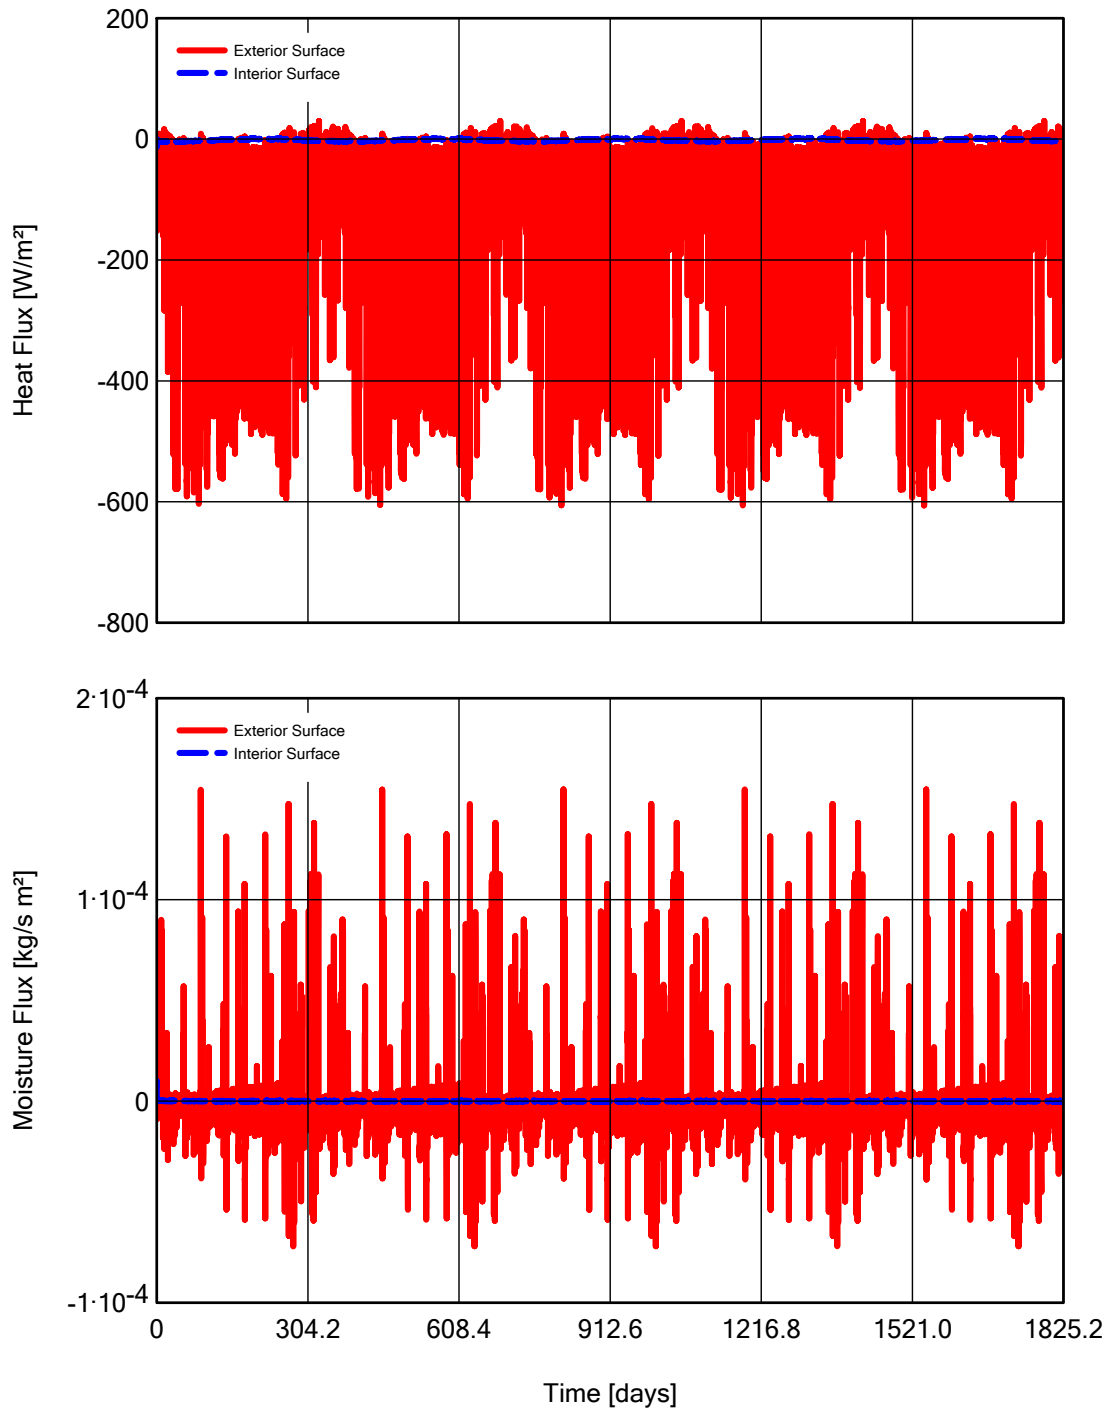 200
Exterior Surface
Interior Surface
0
-200
-400
-600
-800
Heat Flux [W/m²]
2·10-4
Exterior Surface
Interior Surface
1·10-4
0
-1·10-4
Moisture Flux [kg/s m²]
0 304.2 608.4 912.6 1216.8 1521.0 1825.2
Time [days]